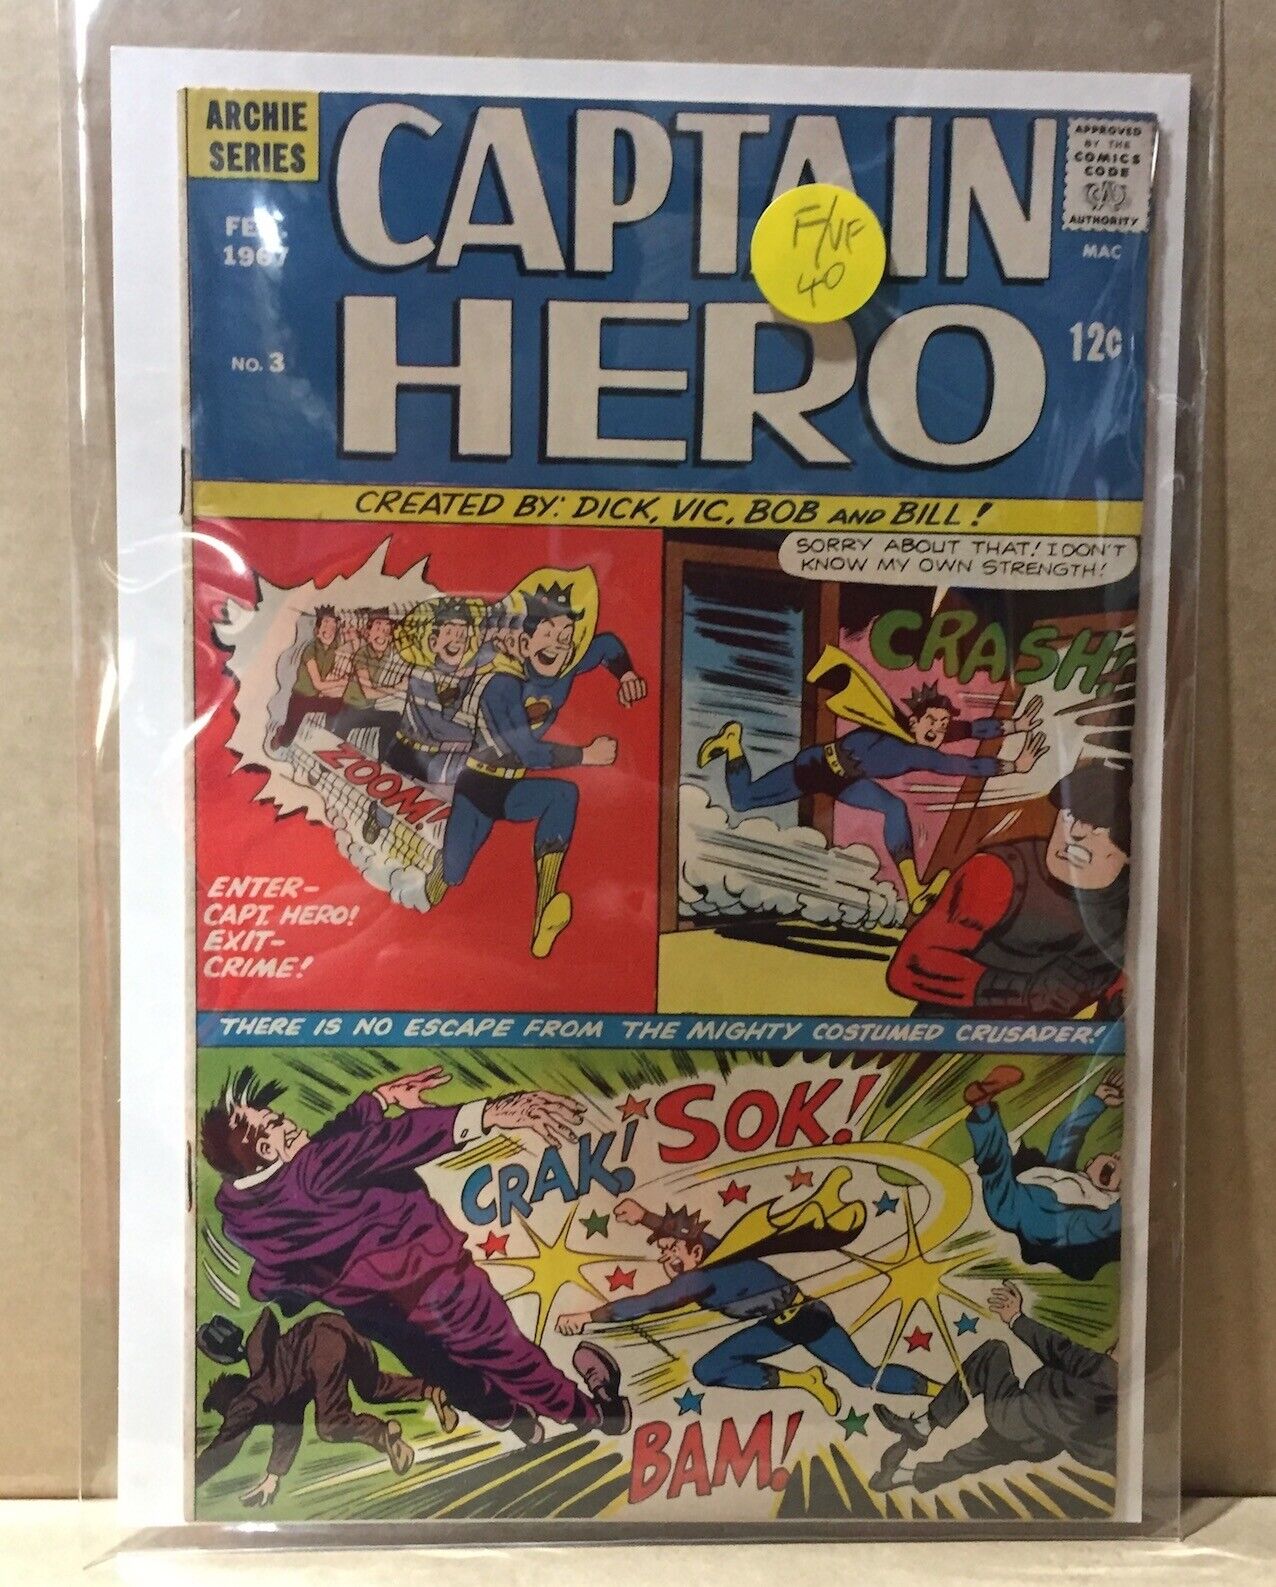 ARCHIE
SERIES
CAPTAIN
HERO
APPROVED
BY THE
COMICS
CODE
AUTHORITY
MAC
1967
NO. 3
12¢
F/VF
40
CREATED BY: DICK, VIC, BOB AND BILL!
SORRY ABOUT THAT! I DON'T
KNOW MY OWN STRENGTH!
CRASH!
ZOOM!
ENTER-
CAPT. HERO!
EXIT-
CRIME!
THERE IS NO ESCAPE FROM THE MIGHTY COSTUMED CRUSADER!
CRAK!
SOK!
BAM!